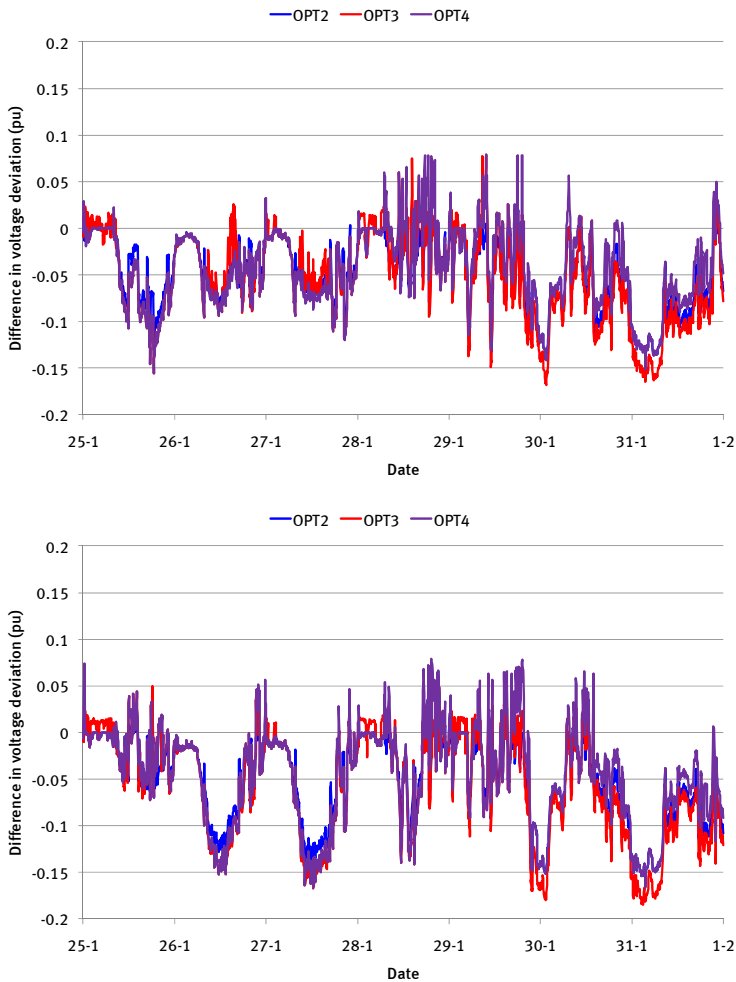 OPT2 OPT3 OPT4
0.2
0.15
0.1
0.05
0
-0.05
-0.1
-0.15
-0.2
Difference in voltage deviation (pu)
25-1 26-1 27-1 28-1 29-1 30-1 31-1 1-2
Date
OPT2 OPT3 OPT4
0.2
0.15
0.1
0.05
0
-0.05
-0.1
-0.15
-0.2
Difference in voltage deviation (pu)
25-1 26-1 27-1 28-1 29-1 30-1 31-1 1-2
Date